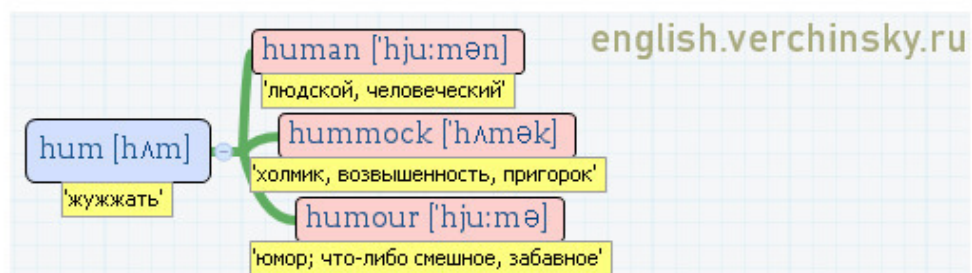 english.verchinsky.ru
human ['hju:mən]
'людской, человеческий'
hum [hʌm]
'жужжать'
hummock ['hʌmək]
'холмик, возвышенность, пригорок'
humour ['hju:mə]
'юмор; что-либо смешное, забавное'